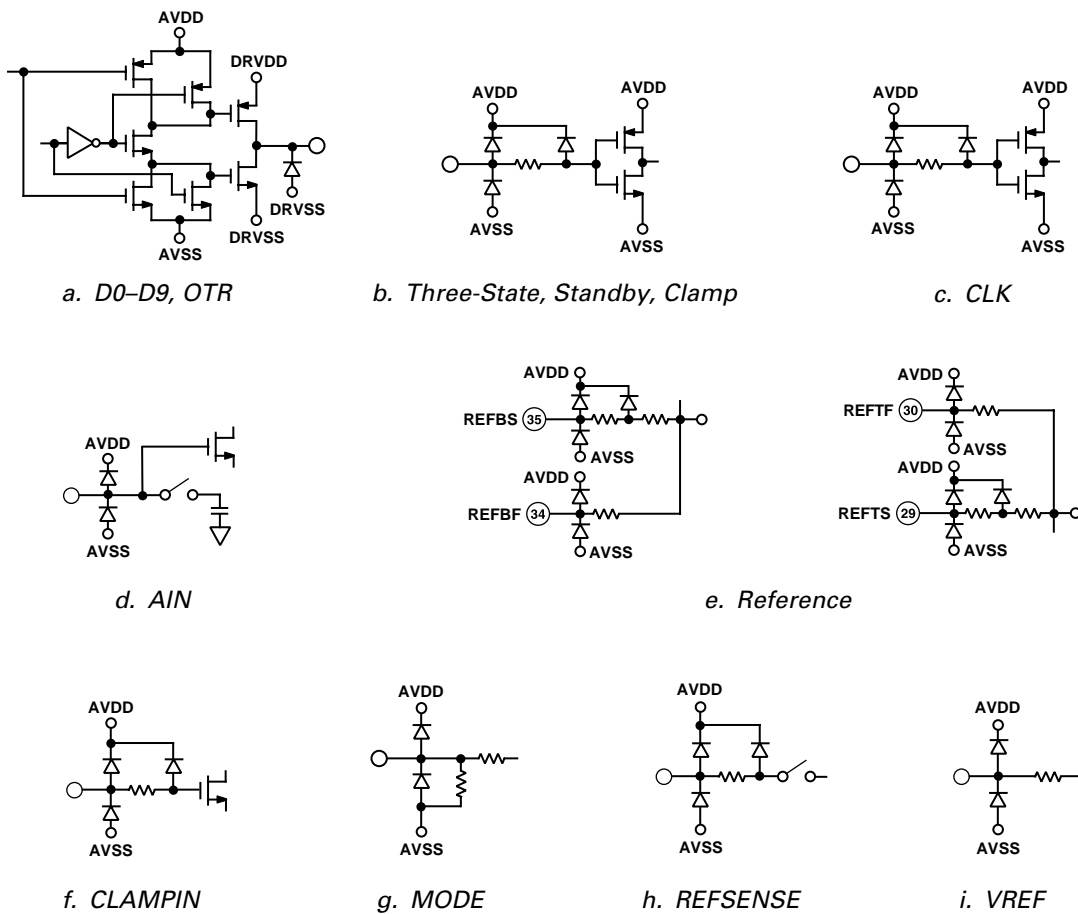 AVDD
DRVDD
DRVSS
AVSS
DRVSS
a. D0–D9, OTR
AVDD
AVDD
AVSS
AVSS
b. Three-State, Standby, Clamp
AVDD
AVDD
AVSS
AVSS
c. CLK
AVDD
AVSS
d. AIN
AVDD
REFBS 35
AVSS
AVDD
REFBF 34
AVSS
AVDD
REFTF 30
AVSS
AVDD
REFTS 29
AVSS
e. Reference
AVDD
AVSS
f. CLAMPIN
AVDD
AVSS
g. MODE
AVDD
AVSS
h. REFSENSE
AVDD
AVSS
i. VREF